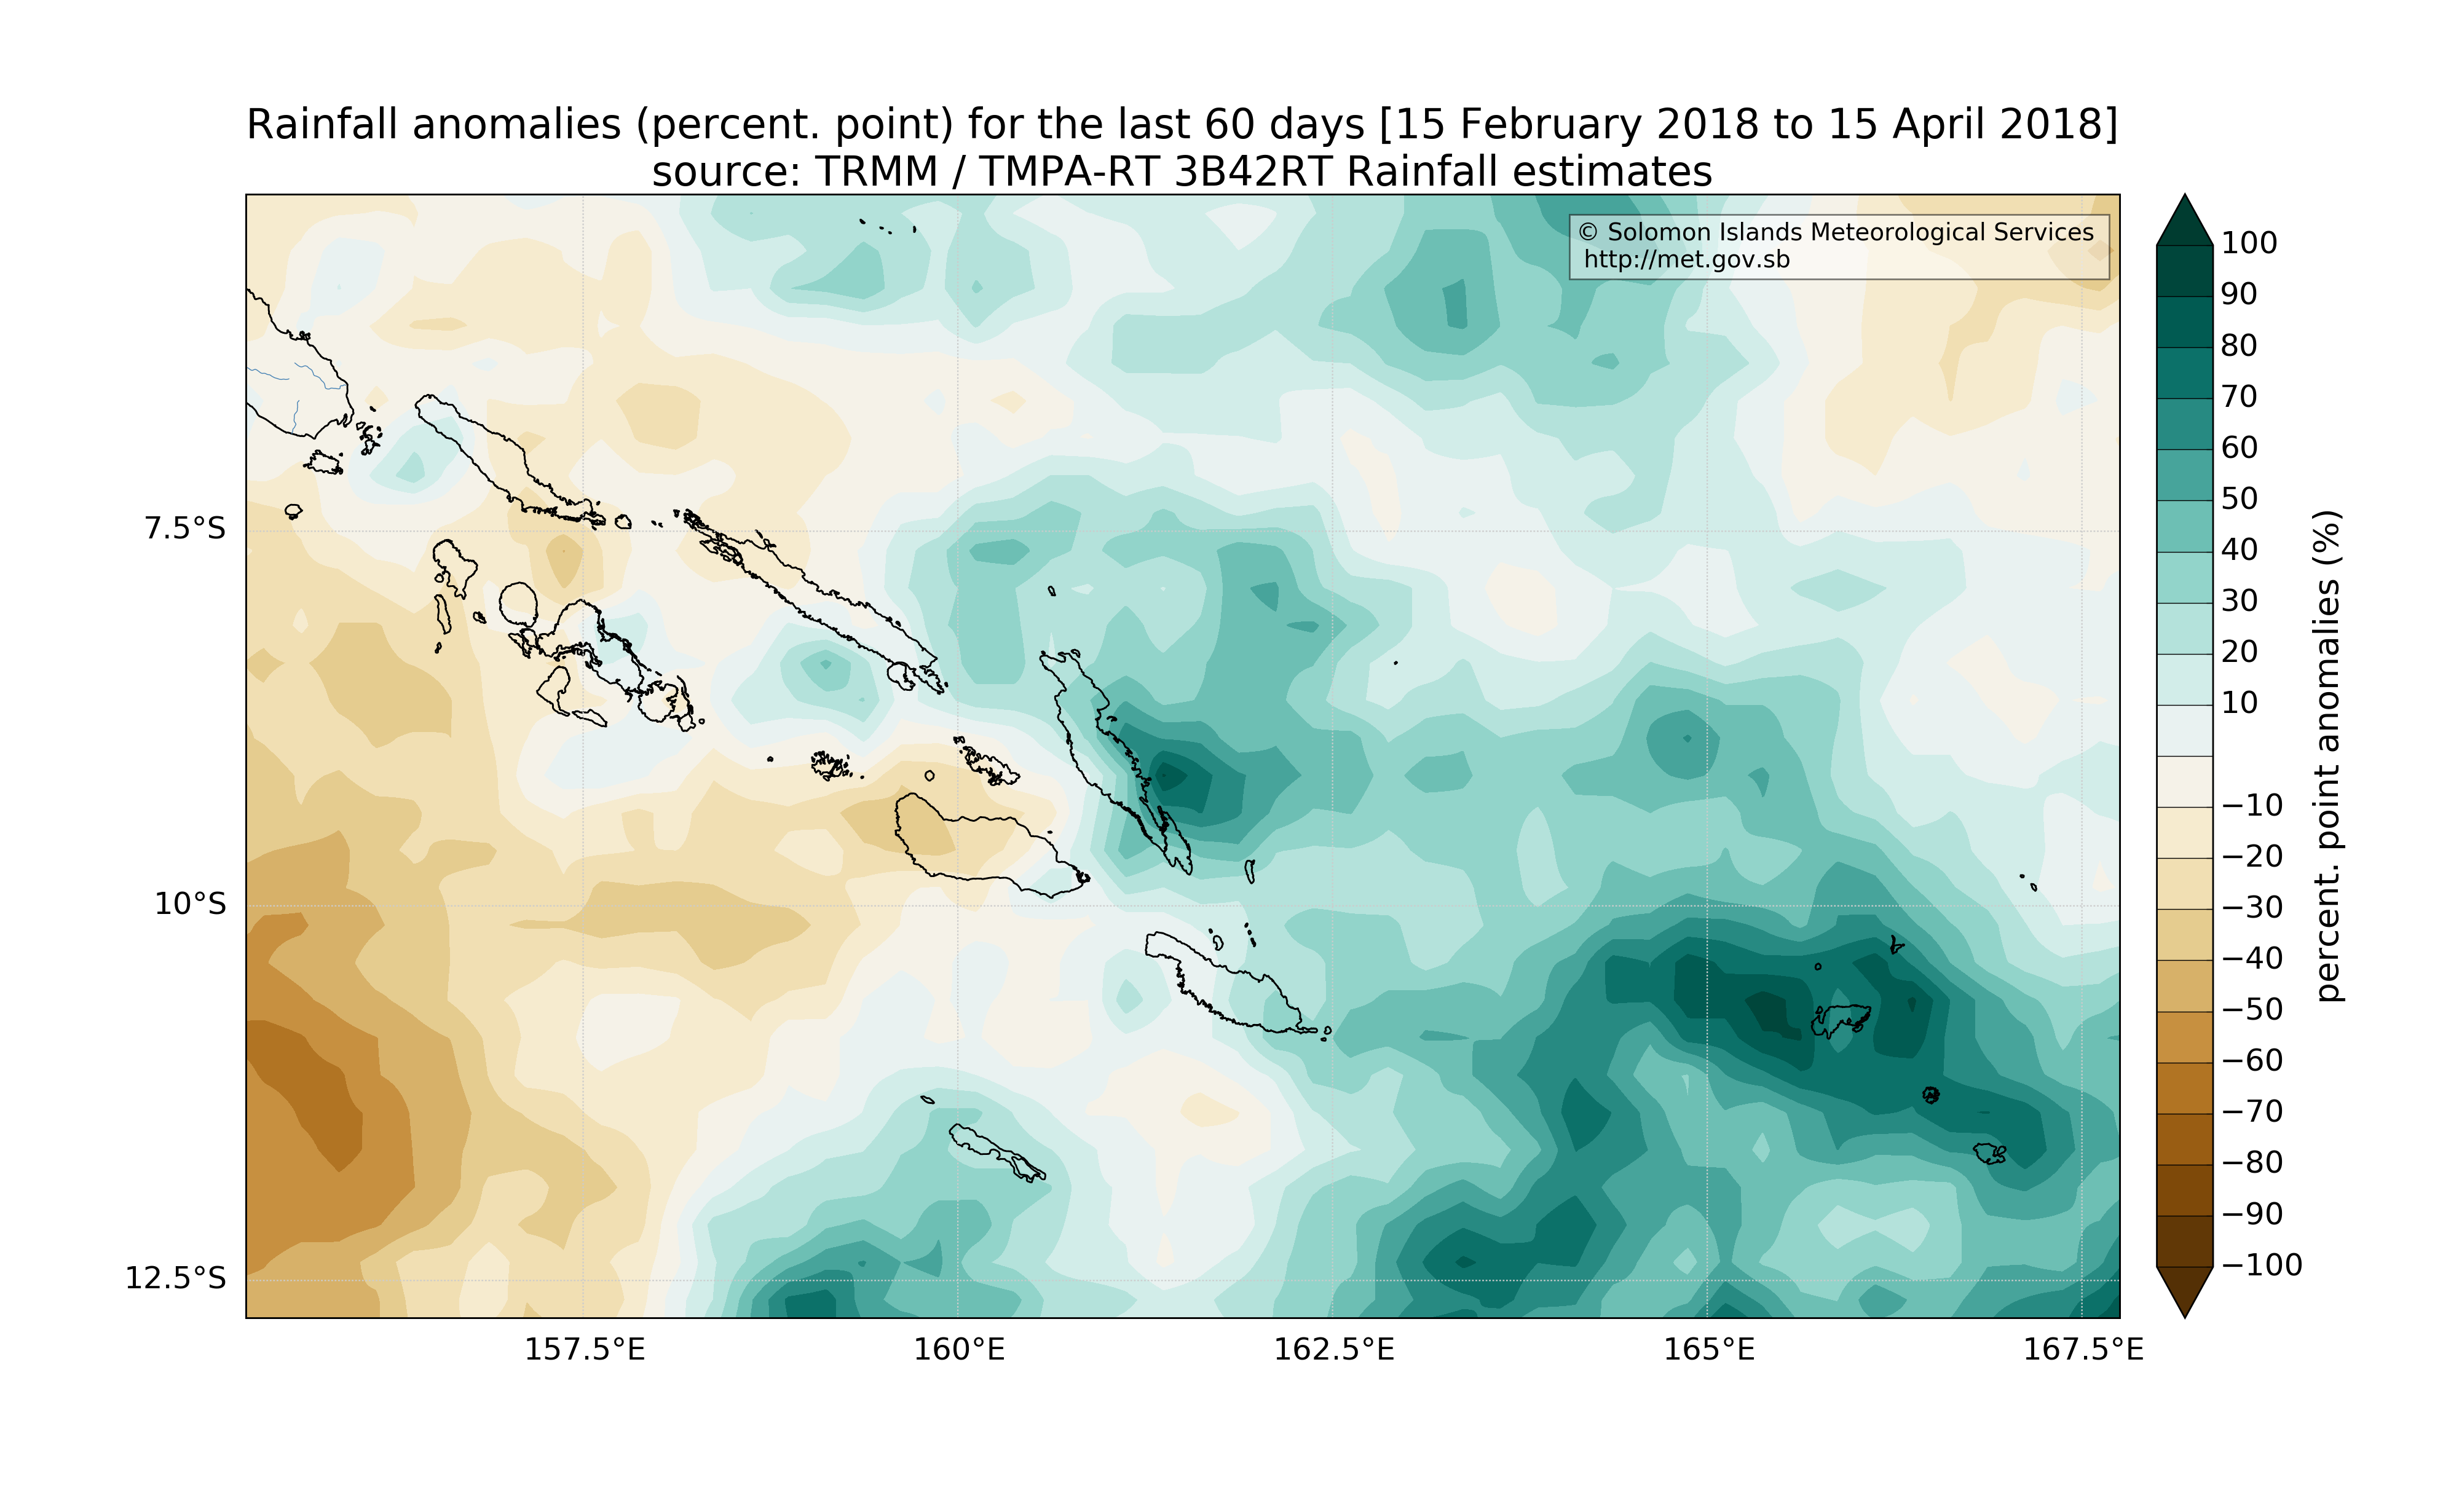 Rainfall anomalies (percent. point) for the last 60 days [15 February 2018 to 15 April 2018]
source: TRMM / TMPA-RT 3B42RT Rainfall estimates
© Solomon Islands Meteorological Services
http://met.gov.sb
7.5°S
10°S
12.5°S
157.5°E
160°E
162.5°E
165°E
167.5°E
100
90
80
70
60
50
40
30
20
10
−10
−20
−30
−40
−50
−60
−70
−80
−90
−100
percent. point anomalies (%)